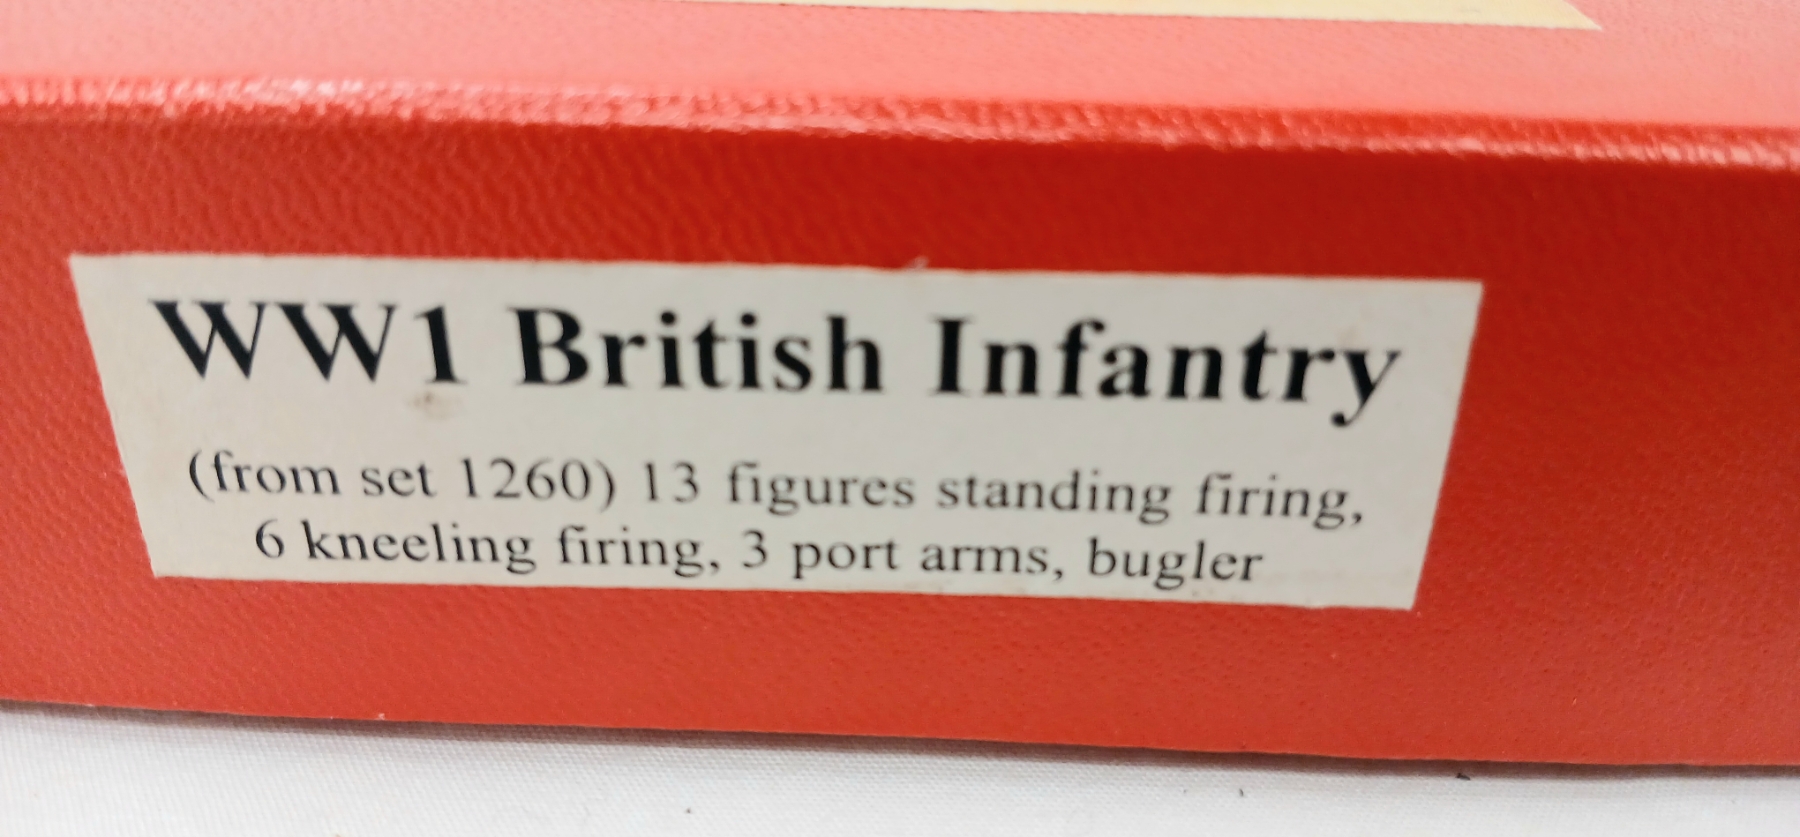 WW1 British Infantry
(from set 1260) 13 figures standing firing,
6 kneeling firing, 3 port arms, bugler